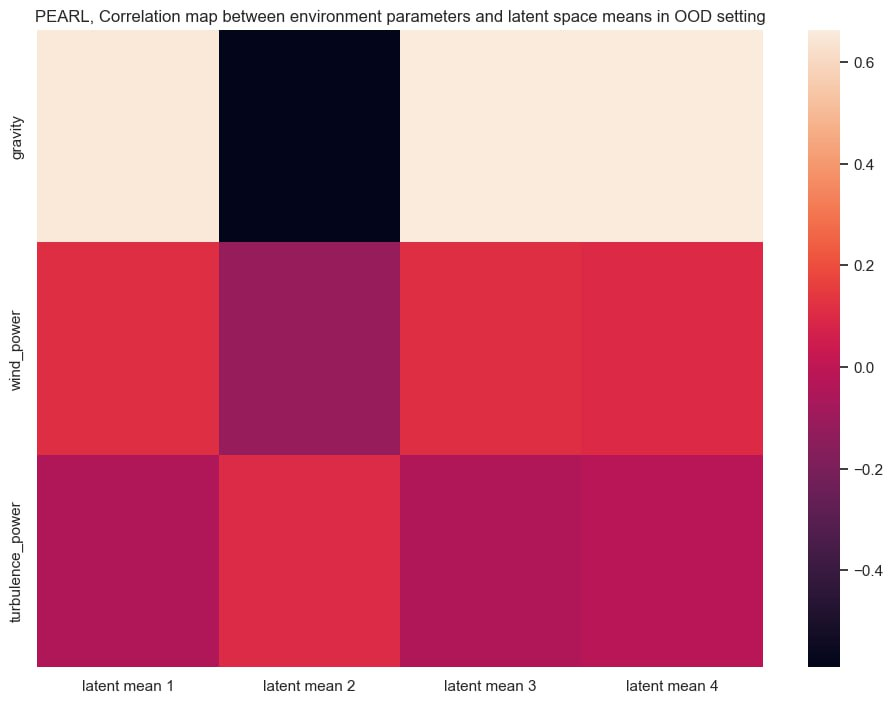 PEARL, Correlation map between environment parameters and latent space means in OOD setting
gravity
wind_power
turbulence_power
latent mean 1
latent mean 2
latent mean 3
latent mean 4
0.6
0.4
0.2
0.0
−0.2
−0.4